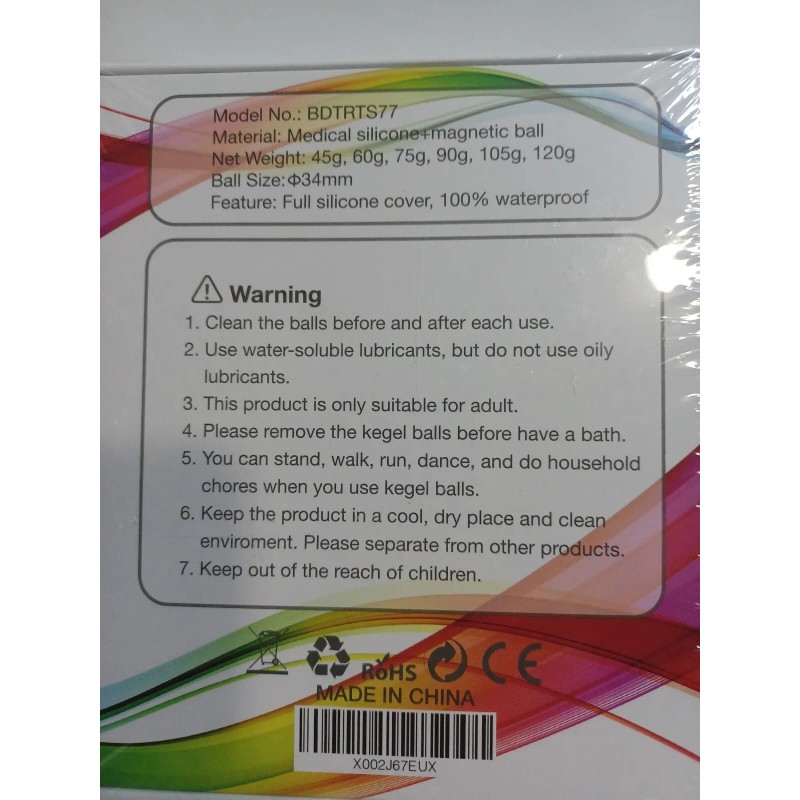 Model No.: BDTRTS77
Material: Medical silicone+magnetic ball
Net Weight: 45g, 60g, 75g, 90g, 105g, 120g
Ball Size:Φ34mm
Feature: Full silicone cover, 100% waterproof
Warning
1. Clean the balls before and after each use.
2. Use water-soluble lubricants, but do not use oily
lubricants.
3. This product is only suitable for adult.
4. Please remove the kegel balls before have a bath.
5. You can stand, walk, run, dance, and do household
chores when you use kegel balls.
6. Keep the product in a cool, dry place and clean
enviroment. Please separate from other products.
7. Keep out of the reach of children.
RoHS CE
MADE IN CHINA
X002J67EUX